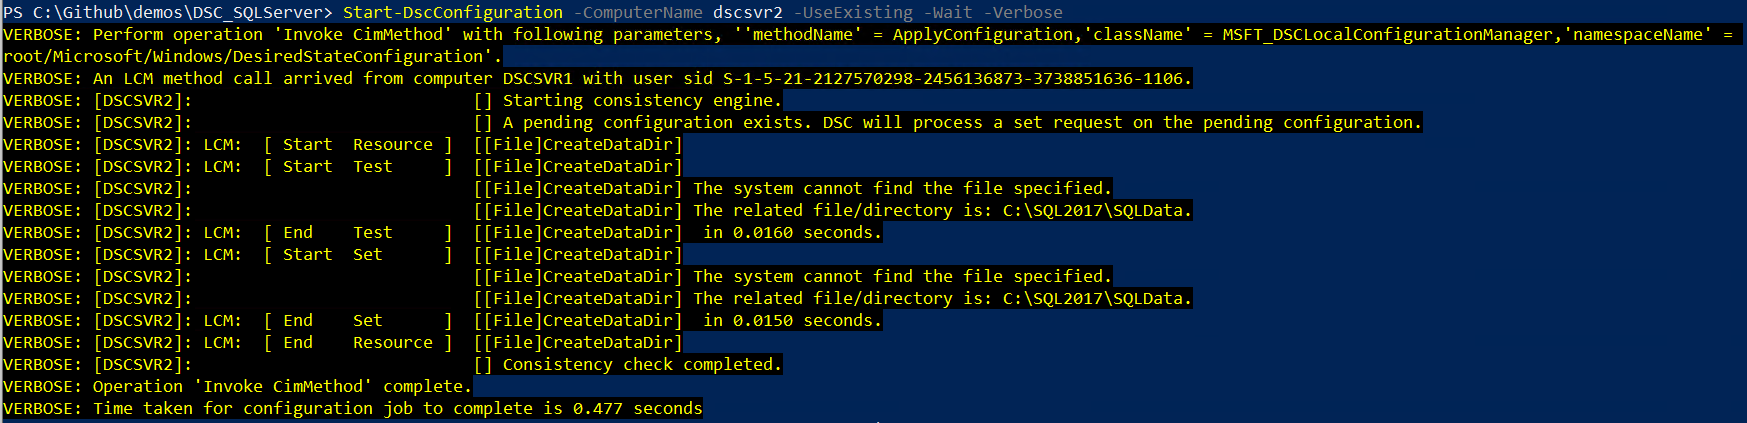 PS C:\Github\demos\DSC_SQLServer> Start-DscConfiguration -ComputerName dscsvr2 -UseExisting -Wait -Verbose
VERBOSE: Perform operation 'Invoke CimMethod' with following parameters, ''methodName' = ApplyConfiguration,'className' = MSFT_DSCLocalConfigurationManager,'namespaceName' =
root/Microsoft/Windows/DesiredStateConfiguration'.
VERBOSE: An LCM method call arrived from computer DSCSVR1 with user sid S-1-5-21-2127570298-2456136873-3738851636-1106.
VERBOSE: [DSCSVR2]:                            [] Starting consistency engine.
VERBOSE: [DSCSVR2]:                            [] A pending configuration exists. DSC will process a set request on the pending configuration.
VERBOSE: [DSCSVR2]: LCM:  [ Start  Resource ]  [[File]CreateDataDir]
VERBOSE: [DSCSVR2]: LCM:  [ Start  Test     ]  [[File]CreateDataDir]
VERBOSE: [DSCSVR2]:                            [[File]CreateDataDir] The system cannot find the file specified.
VERBOSE: [DSCSVR2]:                            [[File]CreateDataDir] The related file/directory is: C:\SQL2017\SQLData.
VERBOSE: [DSCSVR2]: LCM:  [ End    Test     ]  [[File]CreateDataDir]  in 0.0160 seconds.
VERBOSE: [DSCSVR2]: LCM:  [ Start  Set      ]  [[File]CreateDataDir]
VERBOSE: [DSCSVR2]:                            [[File]CreateDataDir] The system cannot find the file specified.
VERBOSE: [DSCSVR2]:                            [[File]CreateDataDir] The related file/directory is: C:\SQL2017\SQLData.
VERBOSE: [DSCSVR2]: LCM:  [ End    Set      ]  [[File]CreateDataDir]  in 0.0150 seconds.
VERBOSE: [DSCSVR2]: LCM:  [ End    Resource ]  [[File]CreateDataDir]
VERBOSE: [DSCSVR2]:                            [] Consistency check completed.
VERBOSE: Operation 'Invoke CimMethod' complete.
VERBOSE: Time taken for configuration job to complete is 0.477 seconds